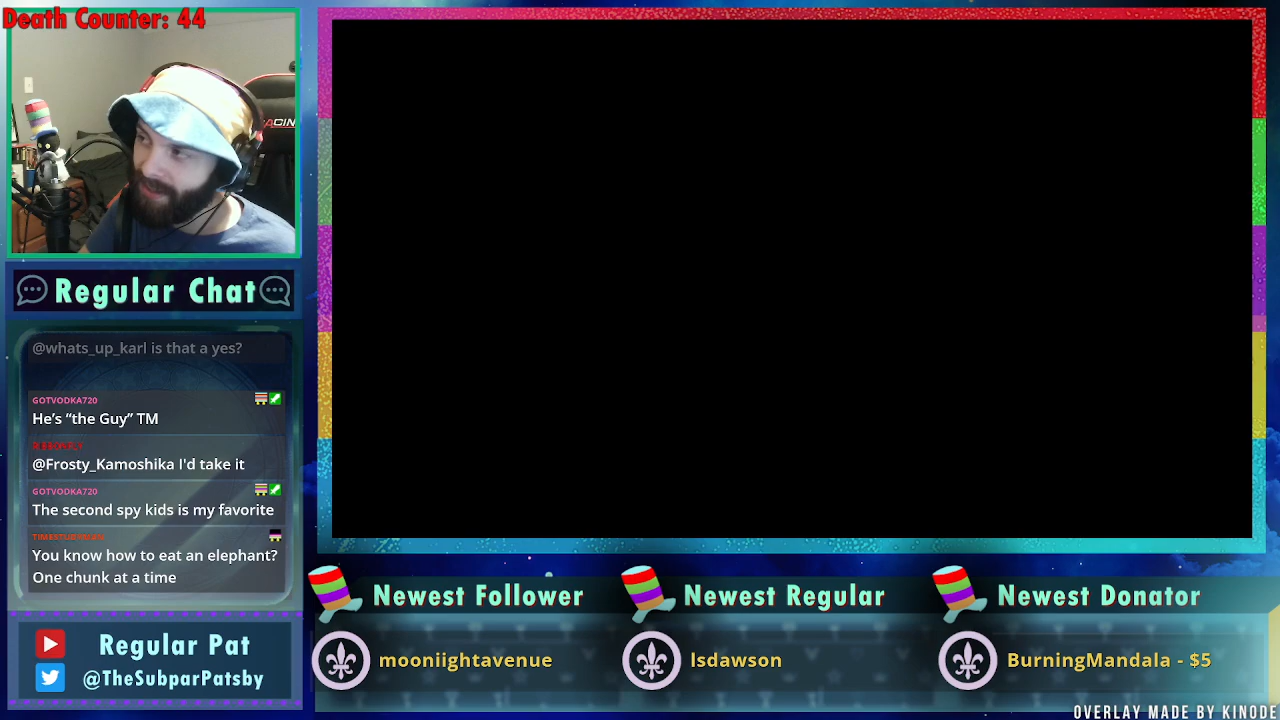 Death Counter: 44
Regular Chat
@whats_up_karl is that a yes?
GOTVODKA720
He's “the Guy” TM
@Frosty_Kamoshika I'd take it
GOTVODKA720
The second spy kids is my favorite
You know how to eat an elephant?
One chunk at a time
Regular Pat
@TheSubparPatsby
Newest Follower
mooniightavenue
Newest Regular
lsdawson
Newest Donator
BurningMandala - $5
OVERLAY MADE BY KINODE